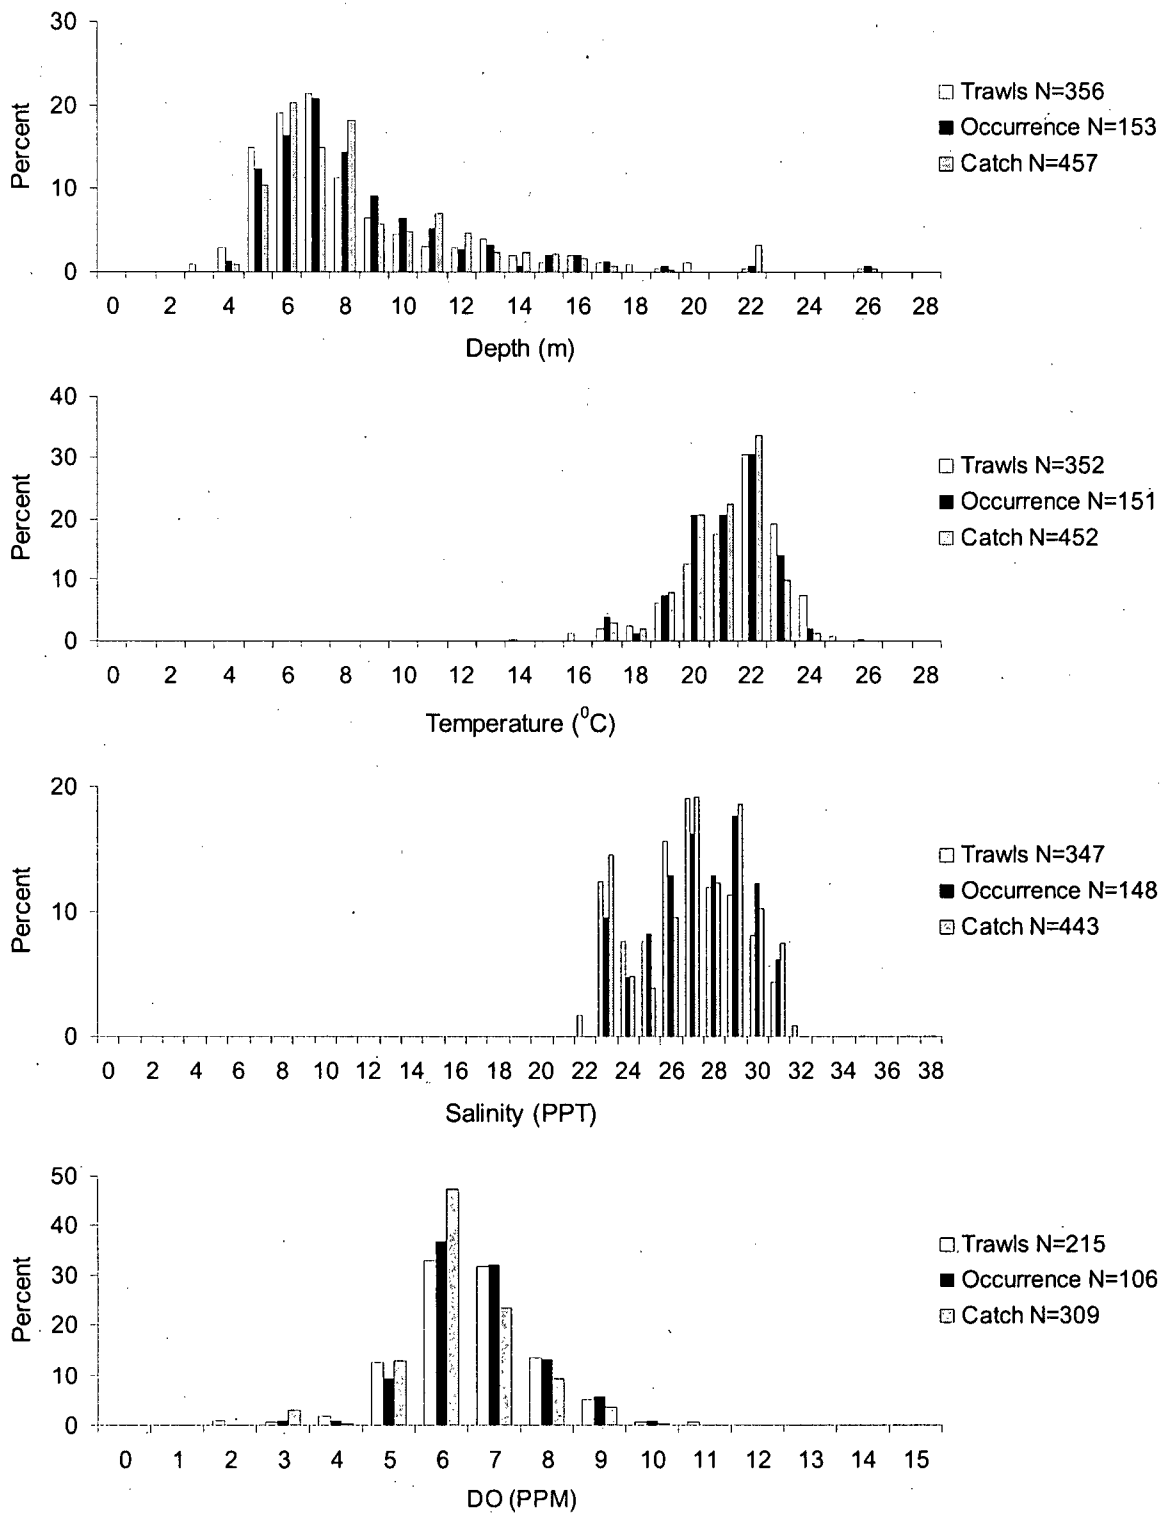 30
20
10
0
Percent
0 2 4 6 8 10 12 14 16 18 20 22 24 26 28
Depth (m)
Trawls N=356
Occurrence N=153
Catch N=457
40
30
20
10
0
Percent
0 2 4 6 8 10 12 14 16 18 20 22 24 26 28
Temperature (⁰C)
Trawls N=352
Occurrence N=151
Catch N=452
20
10
0
Percent
0 2 4 6 8 10 12 14 16 18 20 22 24 26 28 30 32 34 36 38
Salinity (PPT)
Trawls N=347
Occurrence N=148
Catch N=443
50
40
30
20
10
0
Percent
0 1 2 3 4 5 6 7 8 9 10 11 12 13 14 15
DO (PPM)
Trawls N=215
Occurrence N=106
Catch N=309